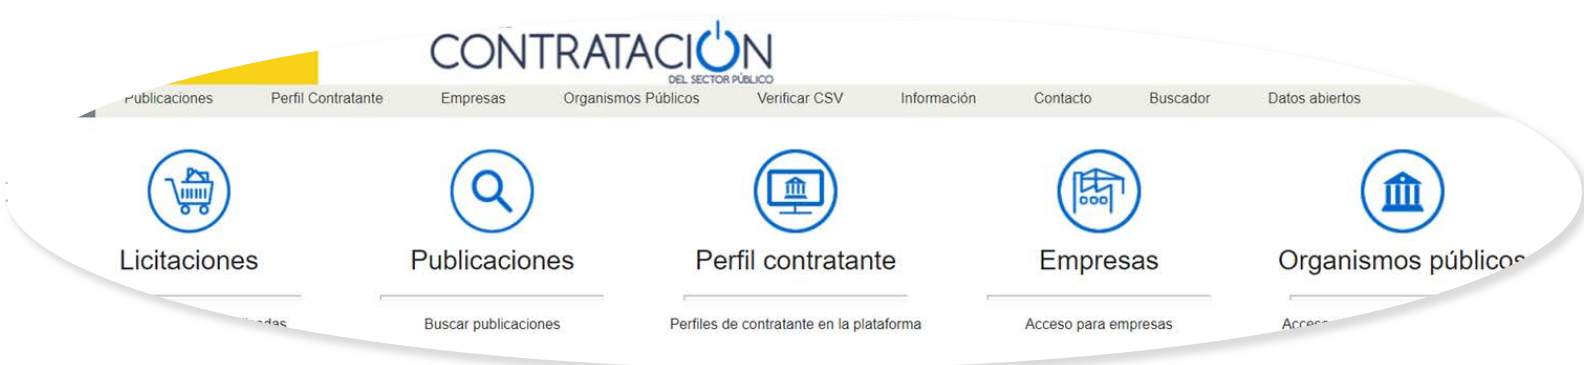 CONTRATACIÓN
DEL SECTOR PÚBLICO
Publicaciones Perfil Contratante Empresas Organismos Públicos Verificar CSV Información Contacto Buscador Datos abiertos
Licitaciones Publicaciones Perfil contratante Empresas Organismos públicos
Buscar publicaciones Perfiles de contratante en la plataforma Acceso para empresas